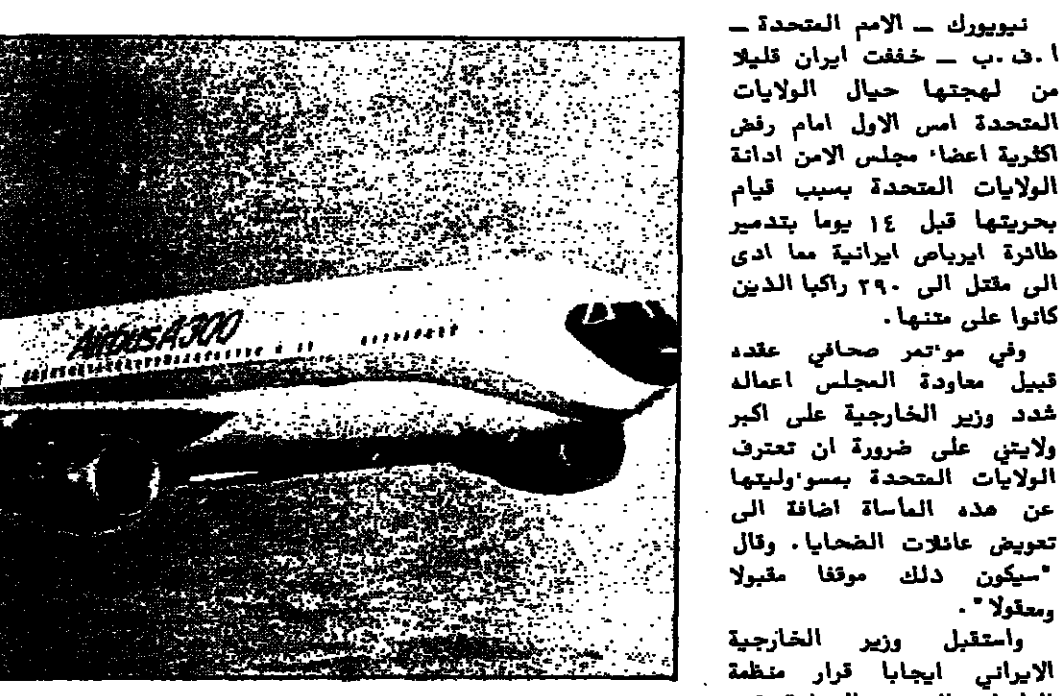 نيويورك ـ الامم المتحدة ـ
ا.ف.ب ـ خففت ايران قليلا
من لهجتها حيال الولايات
المتحدة امس الاول امام رفض
اكثرية اعضاء مجلس الامن ادانة
الولايات المتحدة بسبب قيام
بحريتها قبل ١٤ يوما بتدمير
طائرة ايرباص ايرانية مما ادى
الى مقتل الى ٢٩٠ راكبا الذين
كانوا على متنها.
وفي موءتمر صحافي عقده
قبيل معاودة المجلس اعماله
شدد وزير الخارجية على اكبر
ولايتي على ضرورة ان تعترف
الولايات المتحدة بمسوءوليتها
عن هذه المأساة اضافة الى
تعويض عائلات الضحايا. وقال
"سيكون ذلك موقفا مقبولا
ومعقولا".
واستقبل وزير الخارجية
الايراني ايجابا قرار منظمة
Airbus A300